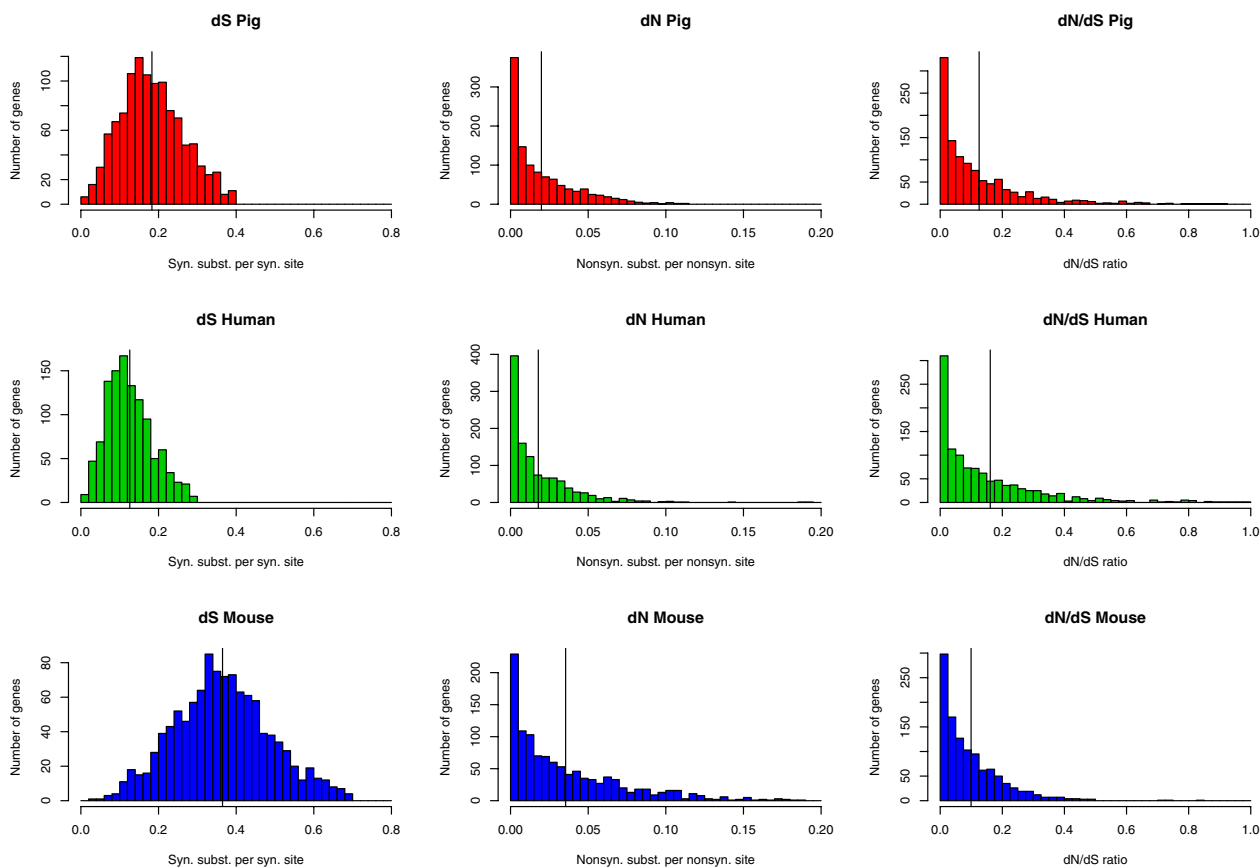 dS Pig
Number of genes
0 20 60 100
0.0 0.2 0.4 0.6 0.8
Syn. subst. per syn. site
dN Pig
Number of genes
0 100 200 300
0.00 0.05 0.10 0.15 0.20
Nonsyn. subst. per nonsyn. site
dN/dS Pig
Number of genes
0 50 150 250
0.0 0.2 0.4 0.6 0.8 1.0
dN/dS ratio
dS Human
Number of genes
0 50 100 150
0.0 0.2 0.4 0.6 0.8
Syn. subst. per syn. site
dN Human
Number of genes
0 100 200 300 400
0.00 0.05 0.10 0.15 0.20
Nonsyn. subst. per nonsyn. site
dN/dS Human
Number of genes
0 50 150 250
0.0 0.2 0.4 0.6 0.8 1.0
dN/dS ratio
dS Mouse
Number of genes
0 20 40 60 80
0.0 0.2 0.4 0.6 0.8
Syn. subst. per syn. site
dN Mouse
Number of genes
0 50 100 150 200
0.00 0.05 0.10 0.15 0.20
Nonsyn. subst. per nonsyn. site
dN/dS Mouse
Number of genes
0 50 150 250
0.0 0.2 0.4 0.6 0.8 1.0
dN/dS ratio